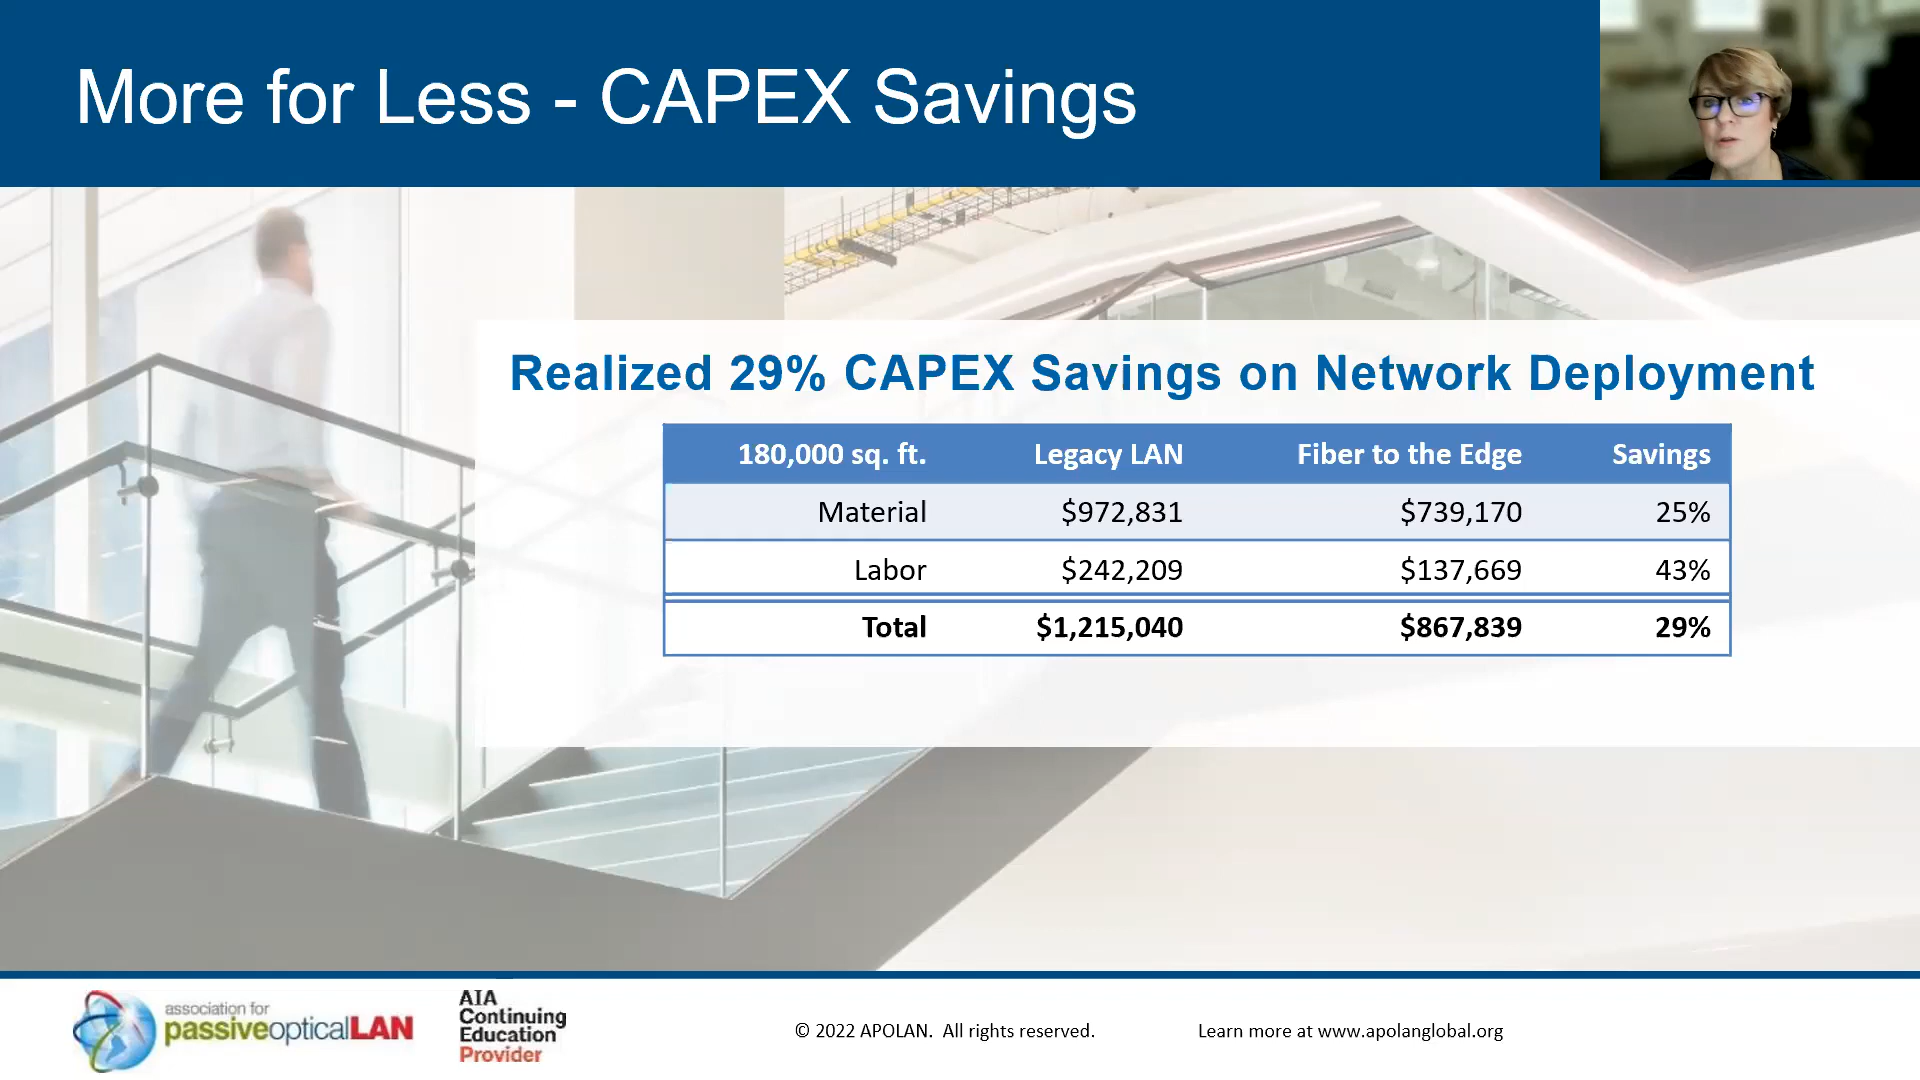 More for Less - CAPEX Savings
Realized 29% CAPEX Savings on Network Deployment
180,000 sq. ft. Legacy LAN Fiber to the Edge Savings
Material $972,831 $739,170 25%
Labor $242,209 $137,669 43%
Total $1,215,040 $867,839 29%
association for
passiveopticalLAN
AIA
Continuing
Education
Provider
© 2022 APOLAN. All rights reserved.
Learn more at www.apolanglobal.org